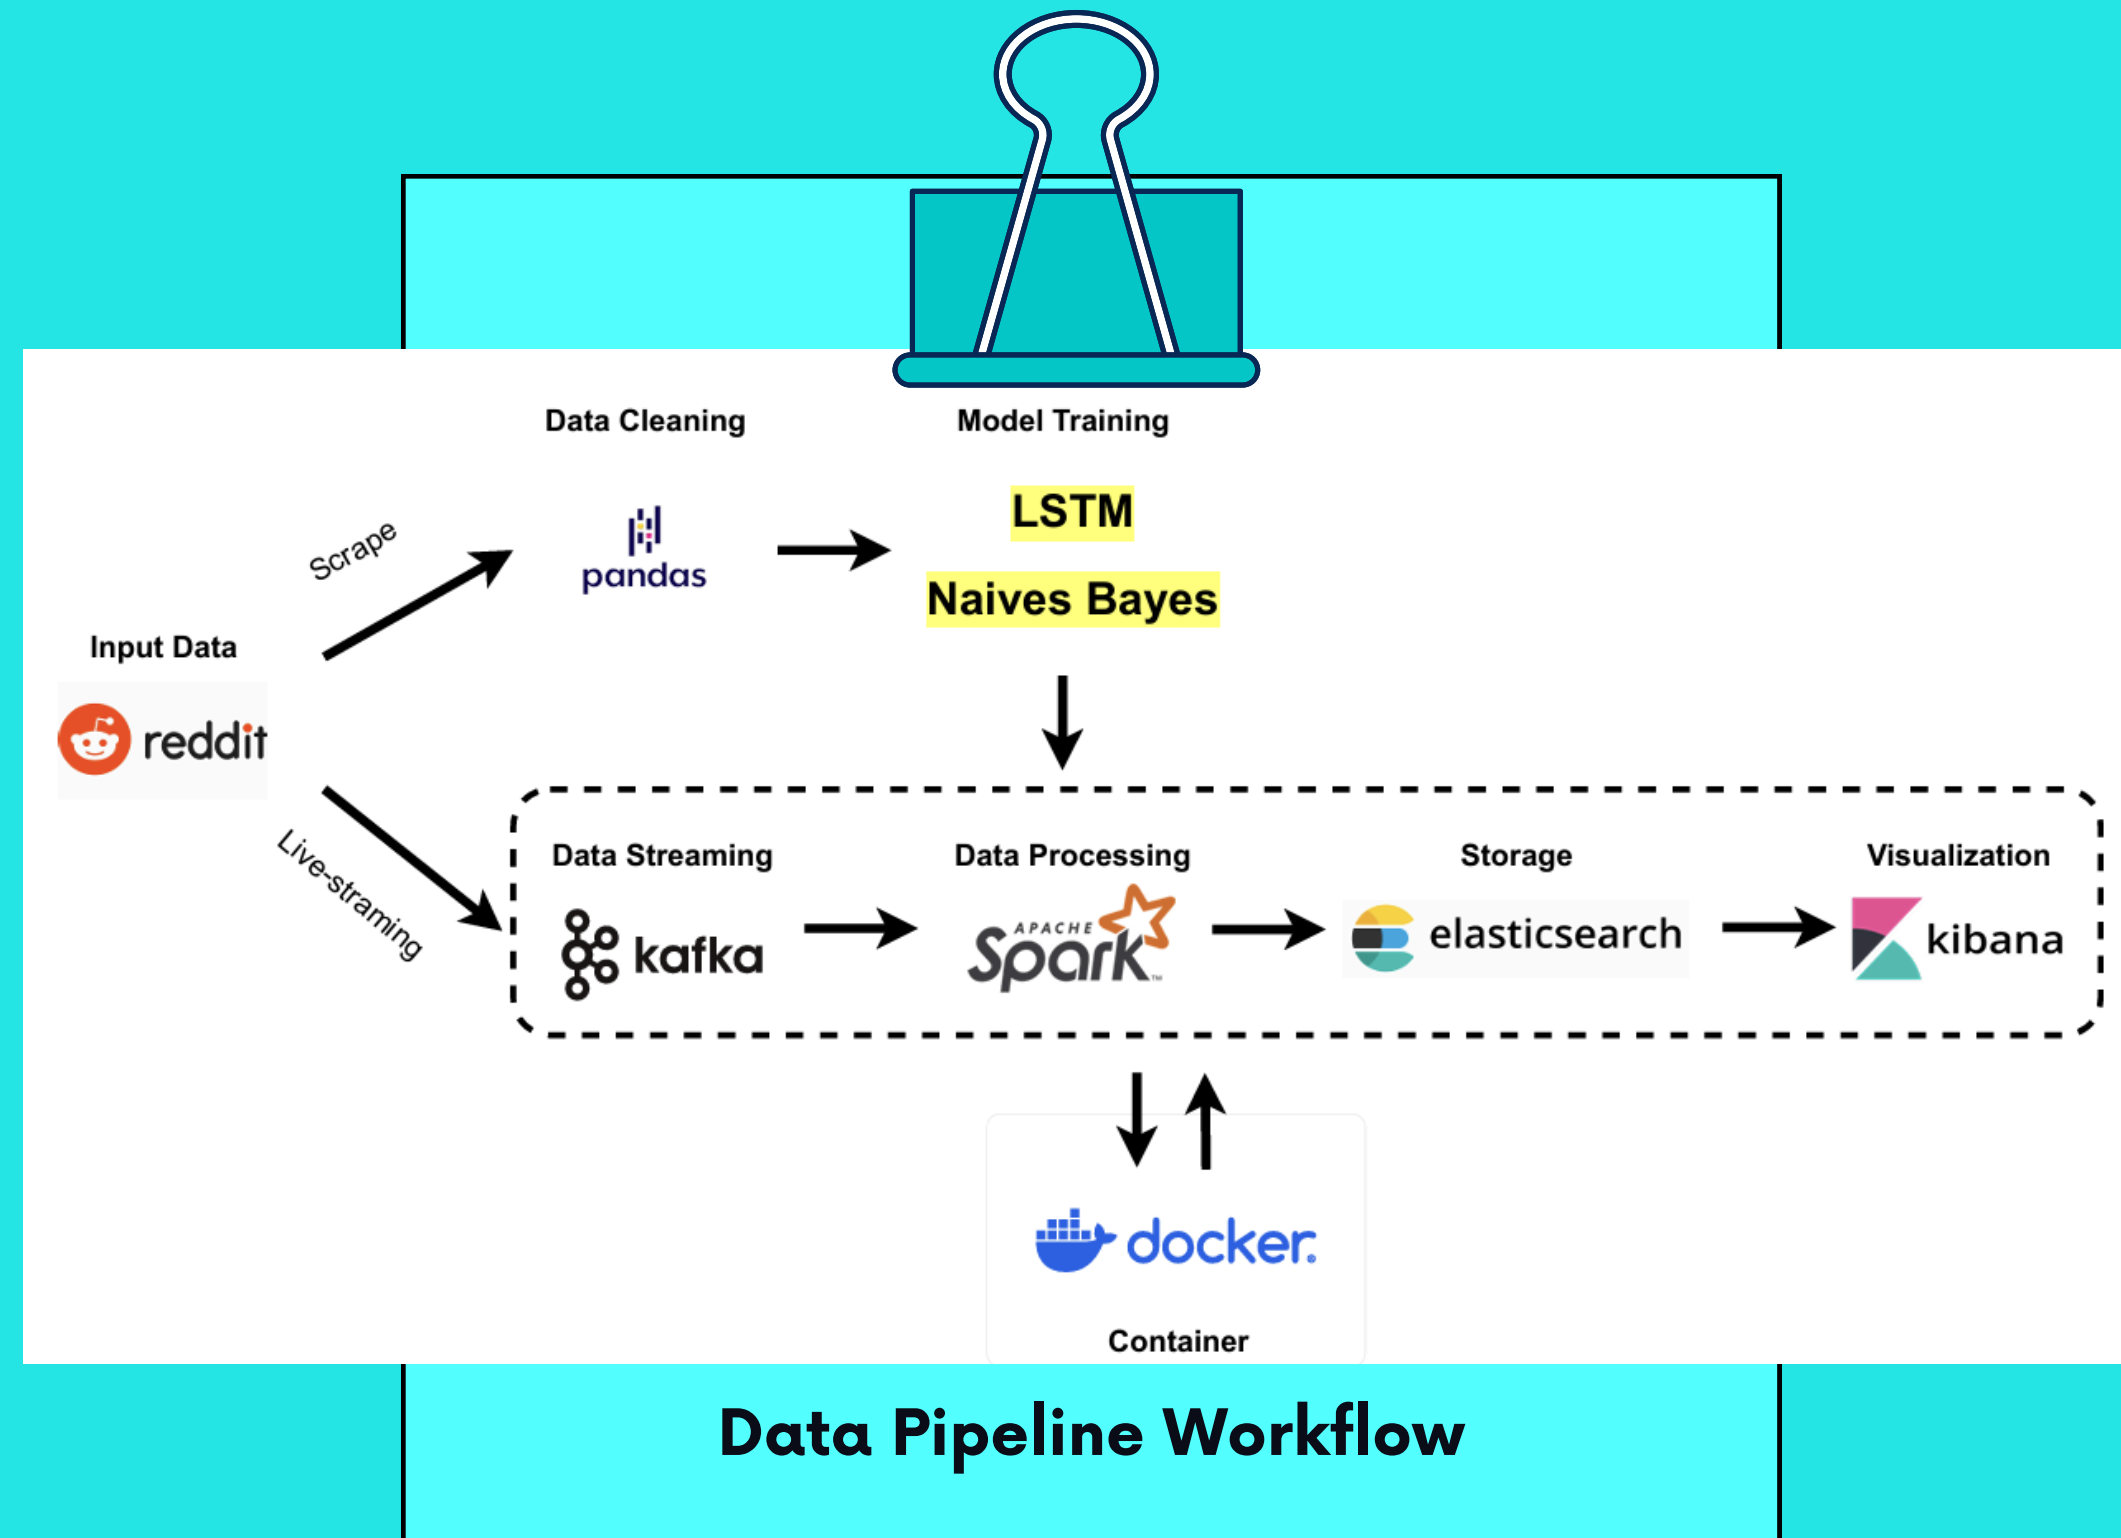 Data Cleaning
Model Training
LSTM
Naives Bayes
pandas
Scrape
Input Data
reddit
Live-straming
Data Streaming
Data Processing
Storage
Visualization
kafka
APACHE
Spark™
elasticsearch
kibana
docker
Container
Data Pipeline Workflow